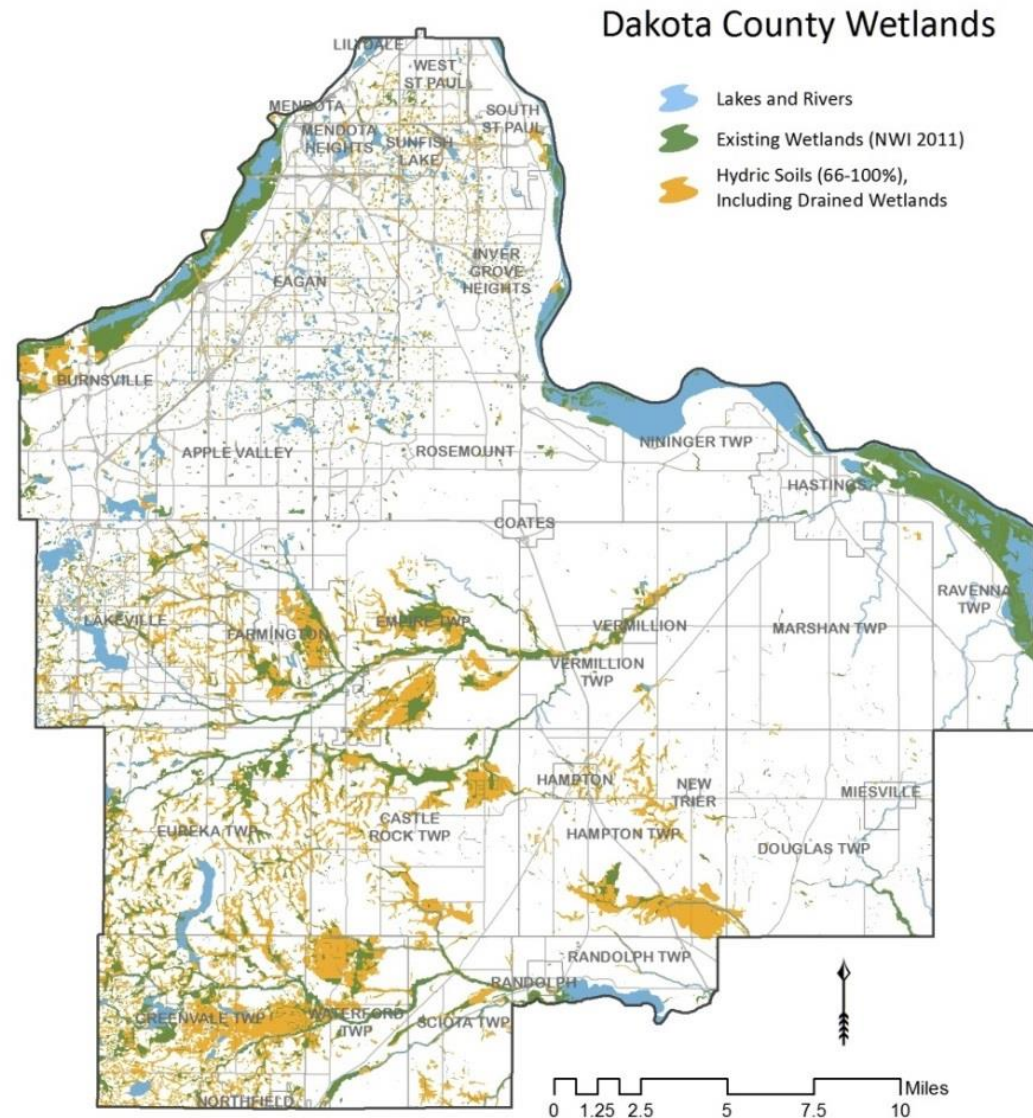 Dakota County Wetlands
Lakes and Rivers
Existing Wetlands (NWI 2011)
Hydric Soils (66-100%),
Including Drained Wetlands
LILYDALE
WEST
ST PAUL
MENDOTA
SOUTH
ST PAUL
MENDOTA
HEIGHTS
SUNFISH
LAKE
INVER
GROVE
HEIGHTS
EAGAN
BURNSVILLE
APPLE VALLEY
ROSEMOUNT
NININGER TWP
HASTINGS
COATES
RAVENNA
TWP
LAKEVILLE
FARMINGTON
EMPIRE TWP
VERMILLION
MARSHAN TWP
VERMILLION
TWP
HAMPTON
NEW
TRIER
MIESVILLE
EUREKA TWP
CASTLE
ROCK TWP
HAMPTON TWP
DOUGLAS TWP
RANDOLPH TWP
RANDOLPH
GREENVALE TWP
WATERFORD
TWP
SCIOTA TWP
NORTHFIELD
Miles
0 1.25 2.5 5 7.5 10